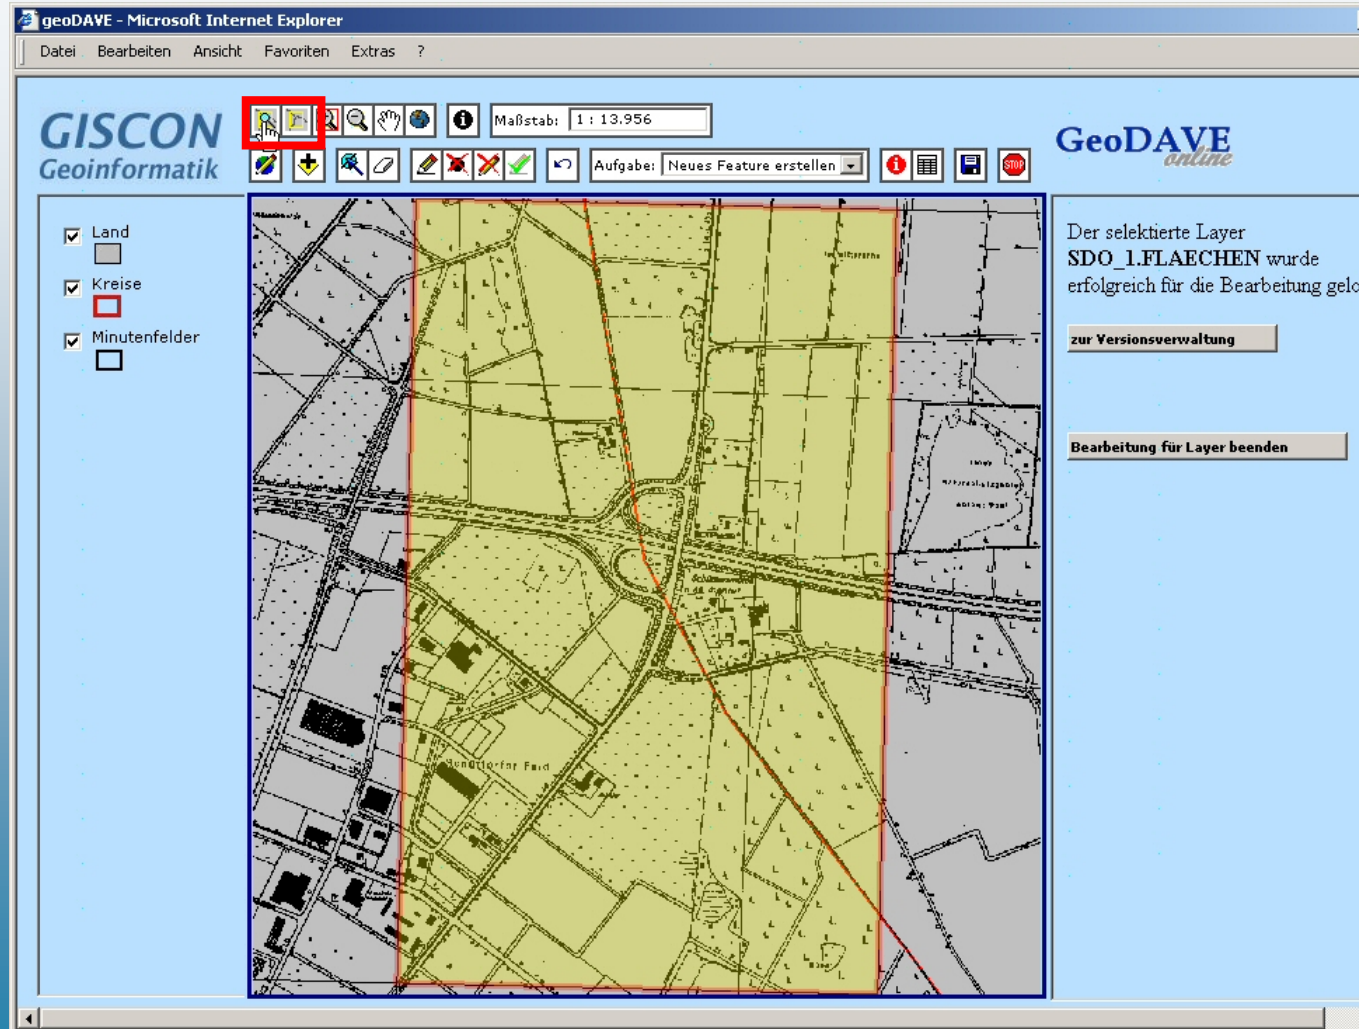 geoDAVE - Microsoft Internet Explorer
Datei Bearbeiten Ansicht Favoriten Extras ?
GISCON
Geoinformatik
Maßstab: 1 : 13.956
Aufgabe: Neues Feature erstellen
STOP
GeoDAVE
online
Land
Kreise
Minutenfelder
Der selektierte Layer
SDO_1.FLAECHEN wurde
erfolgreich für die Bearbeitung gelo
zur Versionsverwaltung
Bearbeitung für Layer beenden